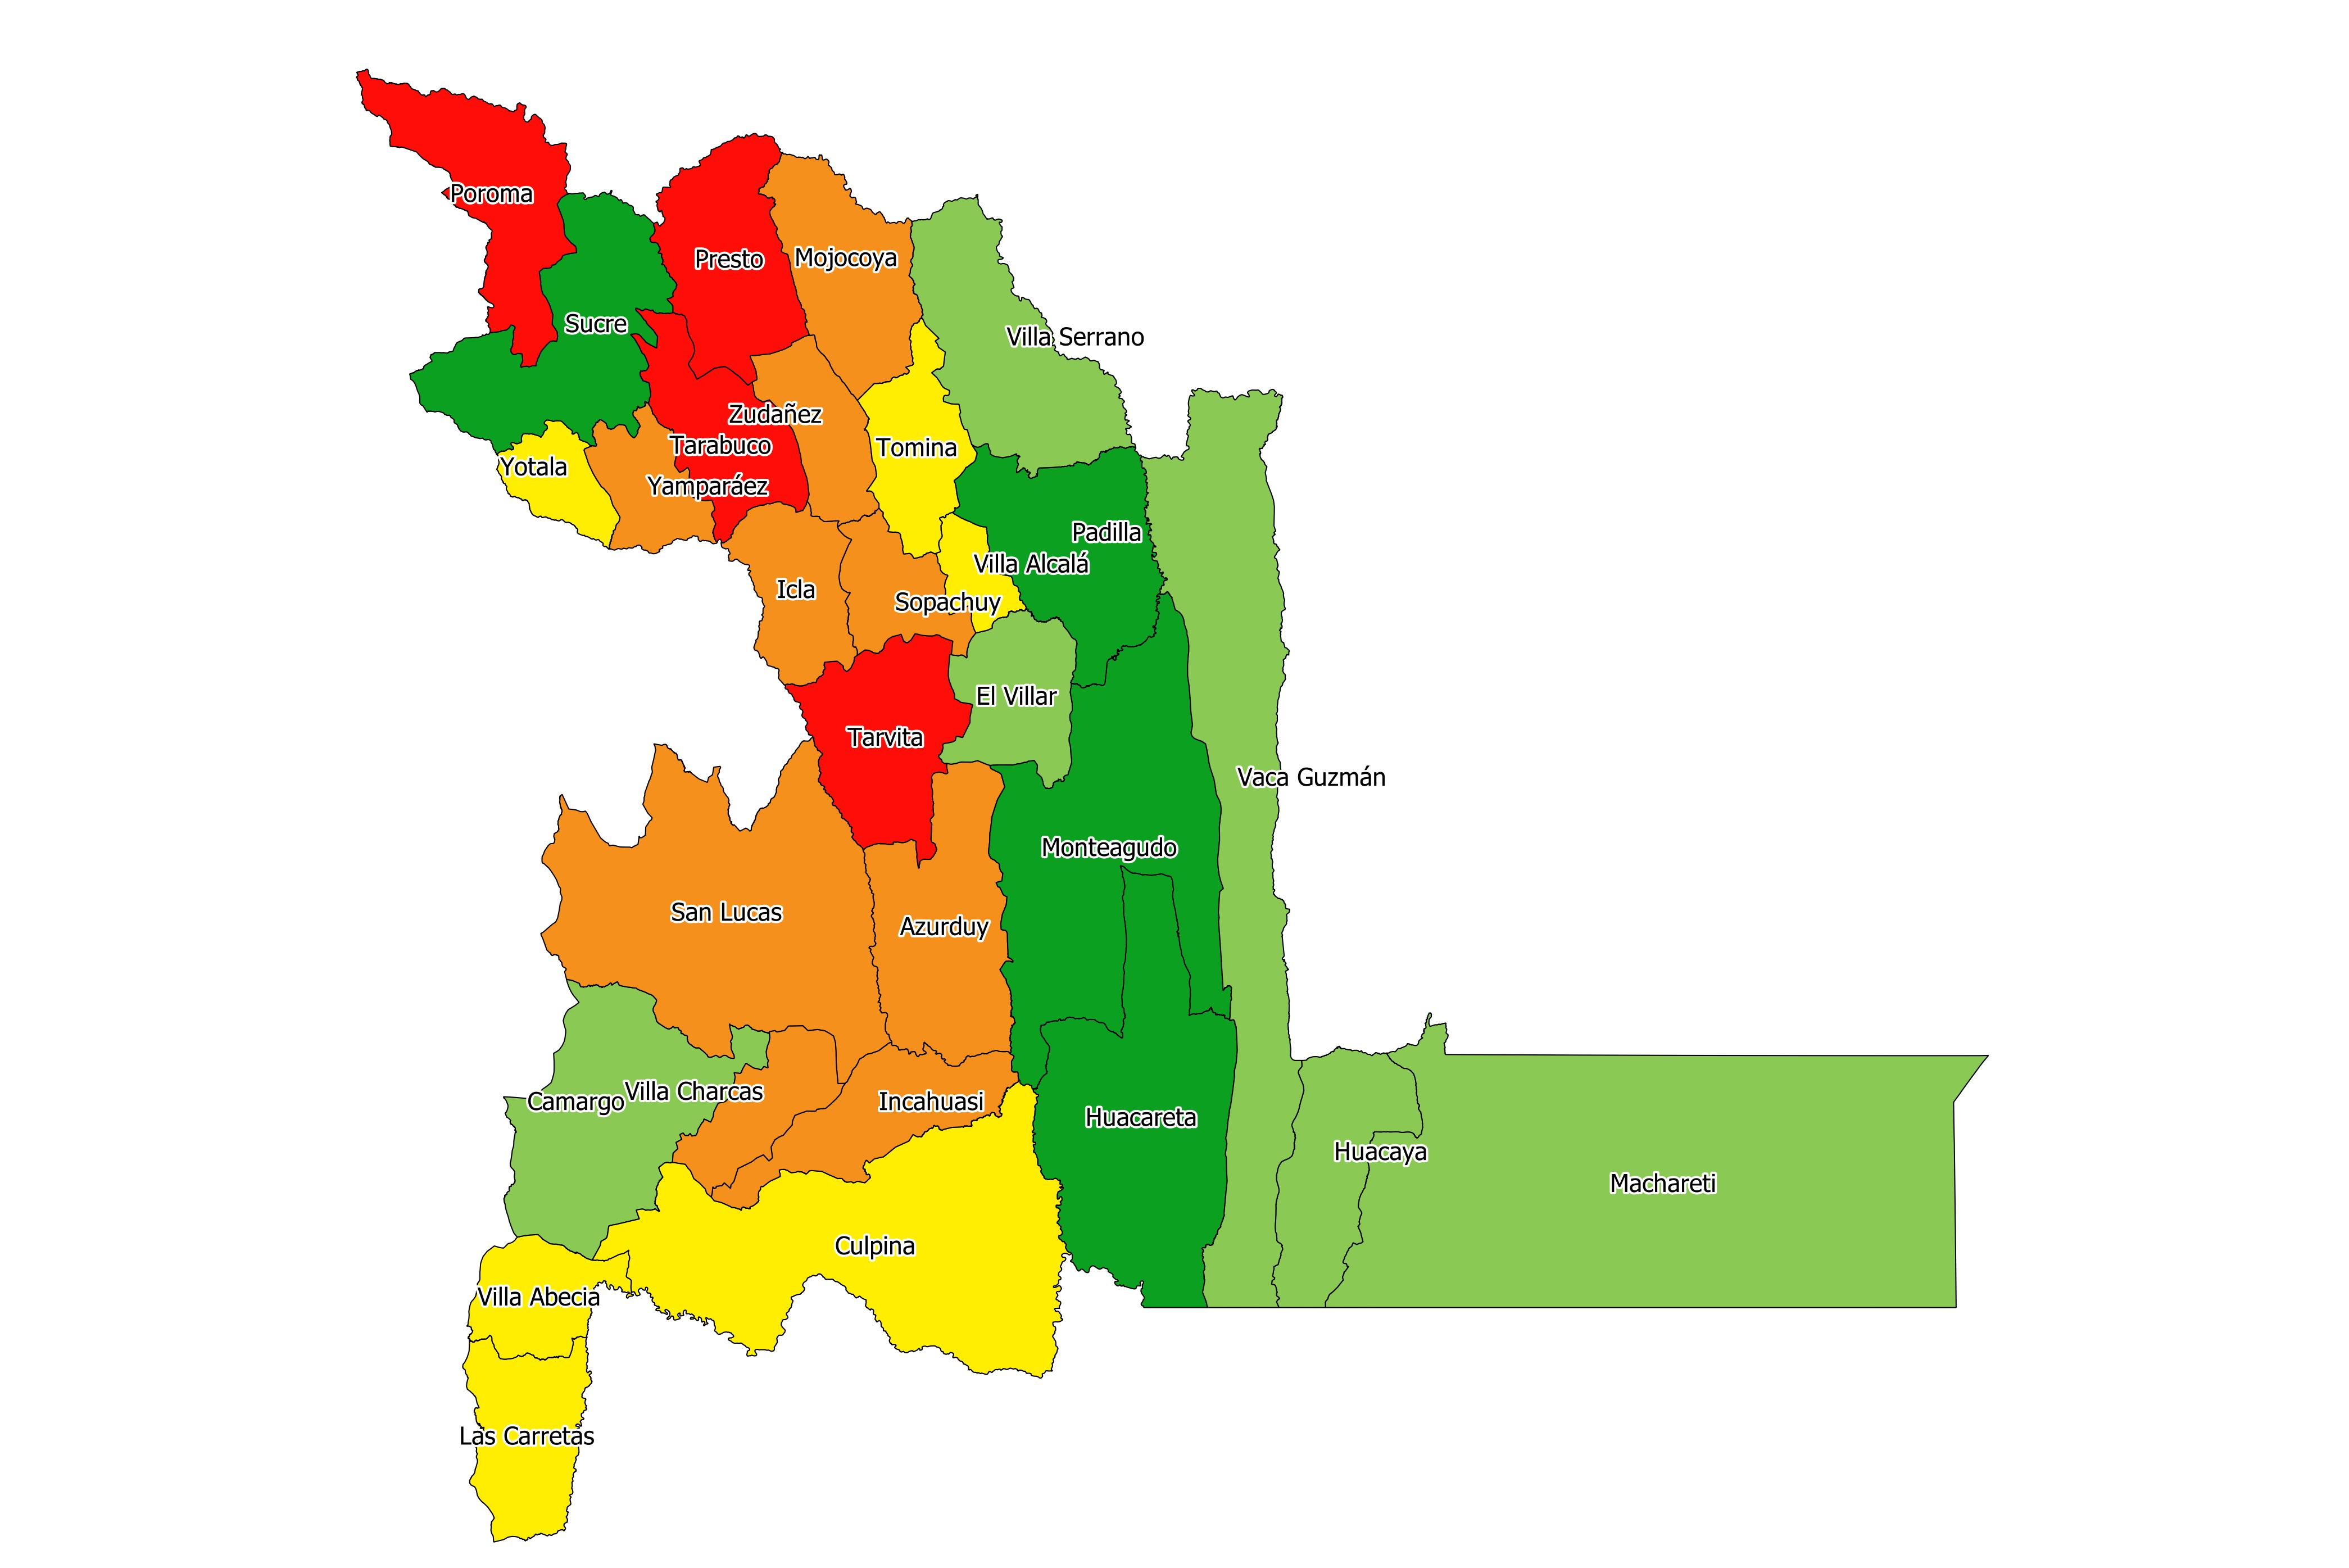 Poroma
Presto
Mojocoya
Sucre
Villa Serrano
Zudañez
Tarabuco
Tomina
Yotala
Yamparáez
Padilla
Villa Alcalá
Icla
Sopachuy
El Villar
Tarvita
Vaca Guzmán
Monteagudo
San Lucas
Azurduy
Villa Charcas
Camargo
Incahuasi
Huacareta
Huacaya
Machareti
Culpina
Villa Abecia
Las Carretas